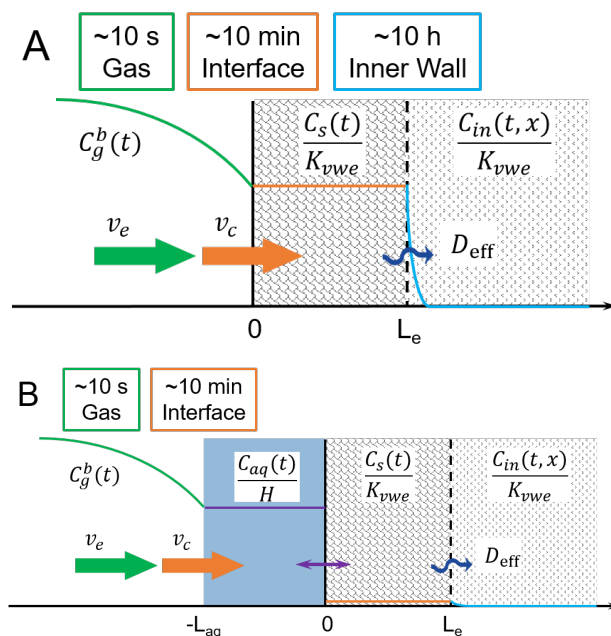 A
~10 s
Gas
~10 min
Interface
~10 h
Inner Wall
C_g^b(t)
C_s(t)
K_vwe
C_in(t, x)
K_vwe
v_e
v_c
D_eff
0
L_e
B
~10 s
Gas
~10 min
Interface
C_g^b(t)
C_aq(t)
H
C_s(t)
K_vwe
C_in(t, x)
K_vwe
v_e
v_c
D_eff
-L_aq
0
L_e